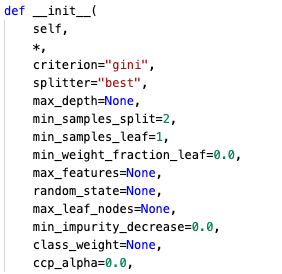 def __init__(
    self,
    *,
    criterion="gini",
    splitter="best",
    max_depth=None,
    min_samples_split=2,
    min_samples_leaf=1,
    min_weight_fraction_leaf=0.0,
    max_features=None,
    random_state=None,
    max_leaf_nodes=None,
    min_impurity_decrease=0.0,
    class_weight=None,
    ccp_alpha=0.0,